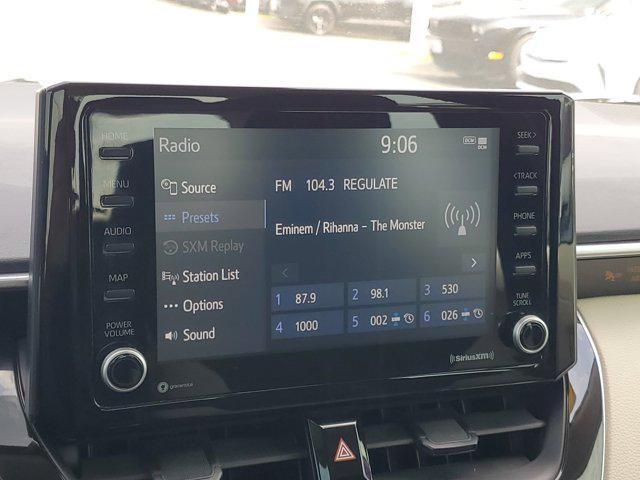 HOME
MENU
AUDIO
MAP
POWER
VOLUME
Radio
9:06
DCM
Source
Presets
SXM Replay
Station List
Options
Sound
FM 104.3 REGULATE
Eminem / Rihanna - The Monster
1 87.9
2 98.1
3 530
4 1000
5 002
6 026
SEEK>
<TRACK
PHONE
APPS
TUNE
SCROLL
gracenote
((SiriusXM))